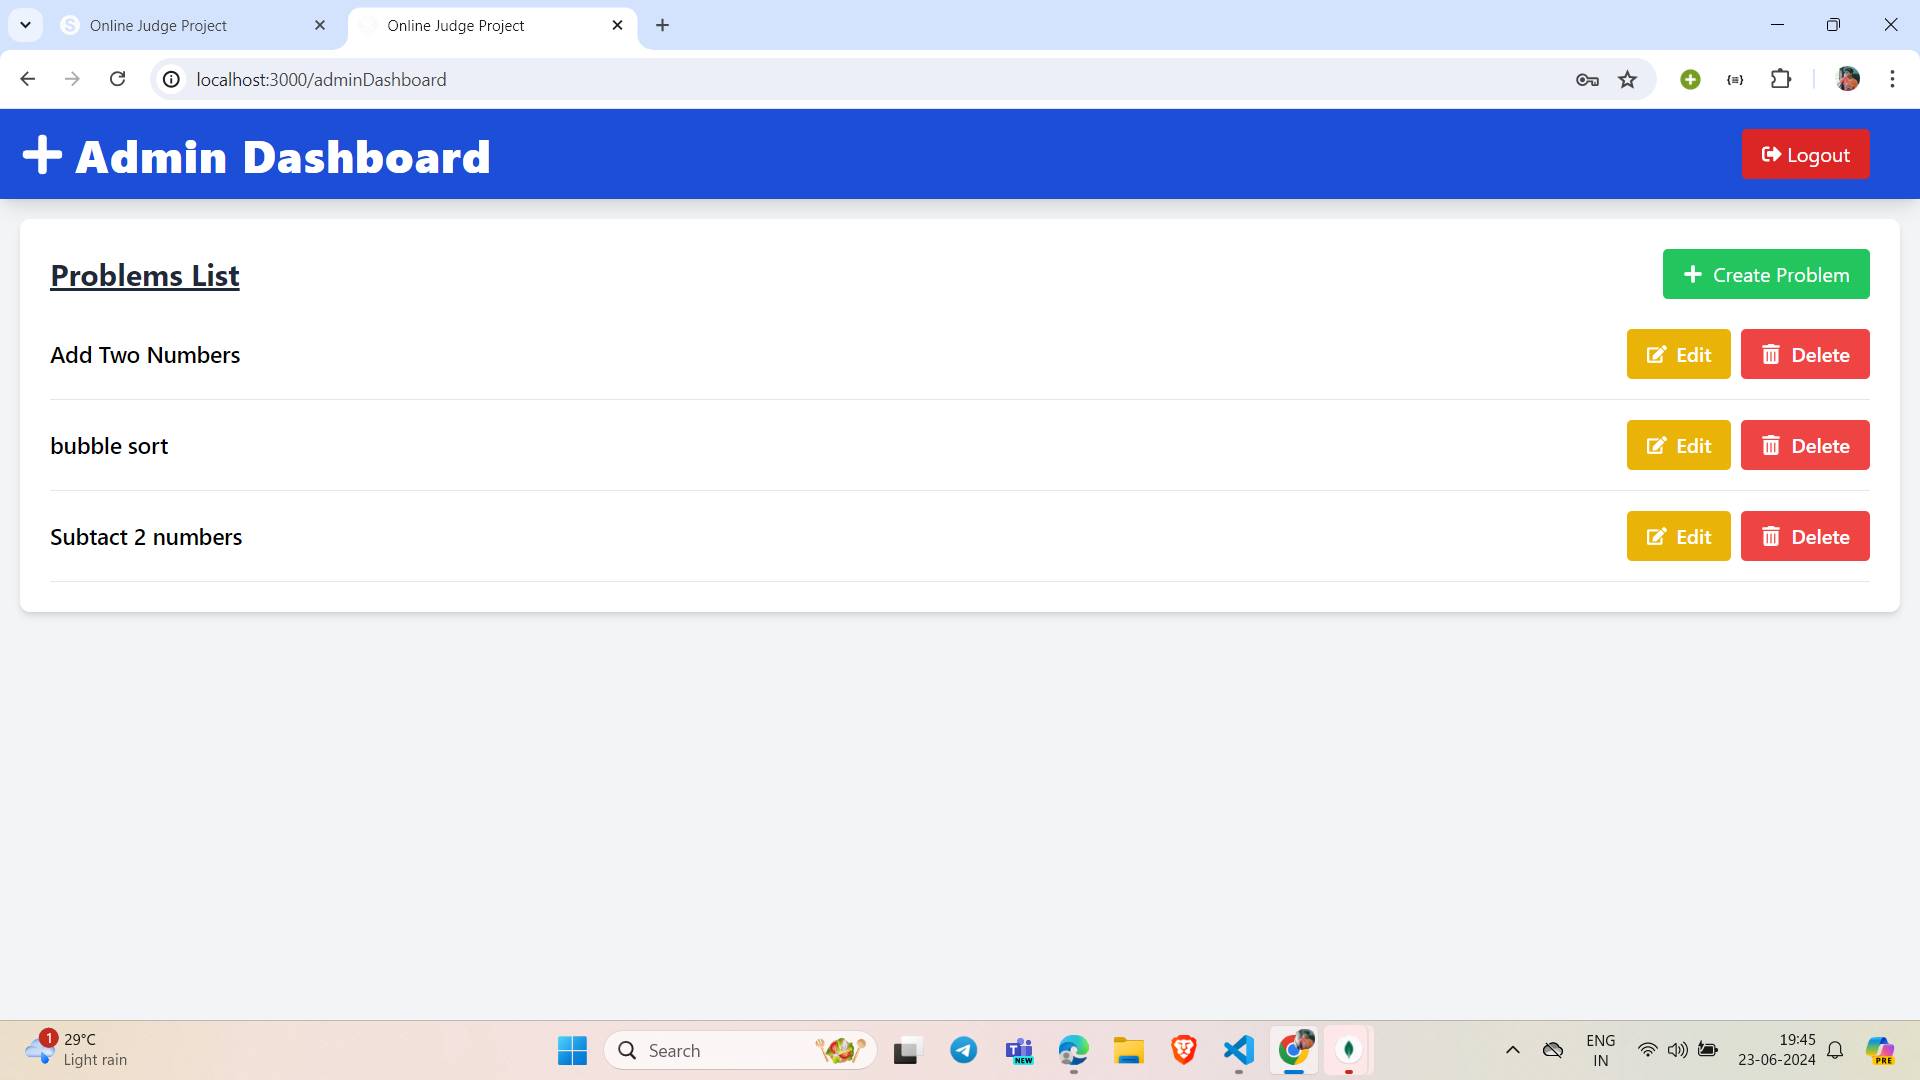 Online Judge Project
Online Judge Project
localhost:3000/adminDashboard
Admin Dashboard
Logout
Problems List
Create Problem
Add Two Numbers
Edit
Delete
bubble sort
Edit
Delete
Subtact 2 numbers
Edit
Delete
1
29°C
Light rain
Search
NEW
ENG
IN
19:45
23-06-2024
PRE